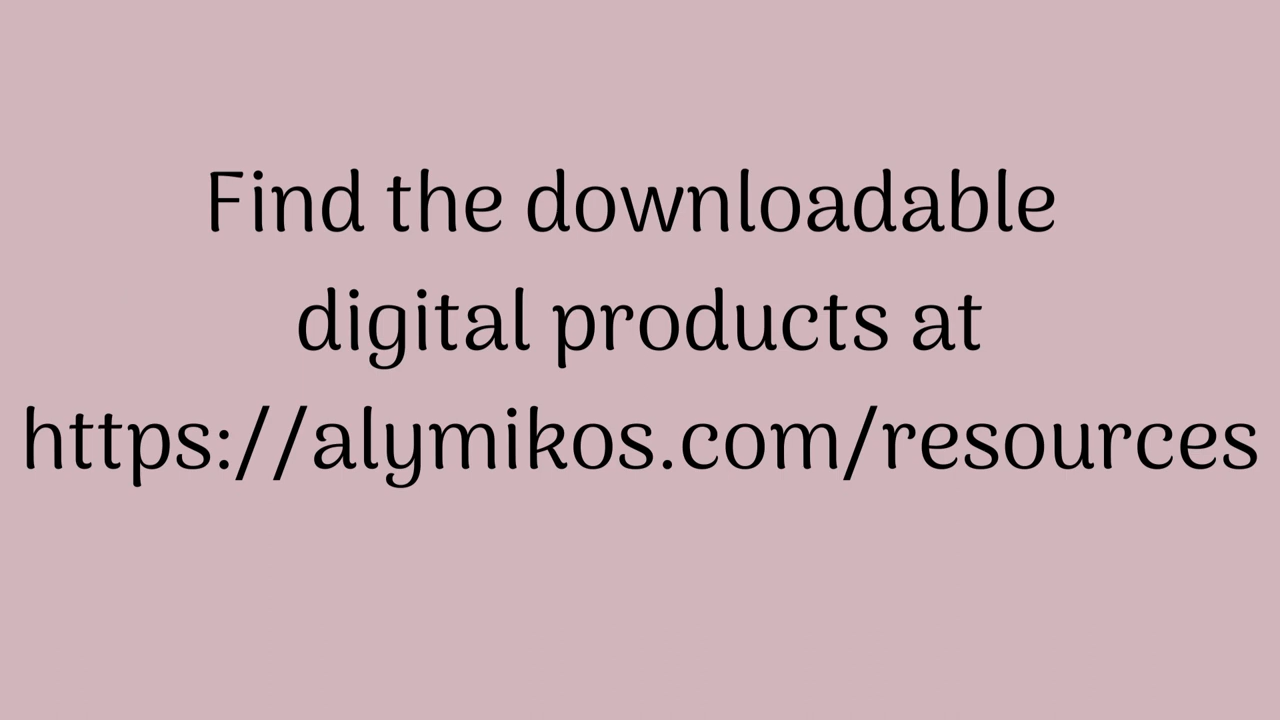 Find the downloadable
digital products at
https://alymikos.com/resources